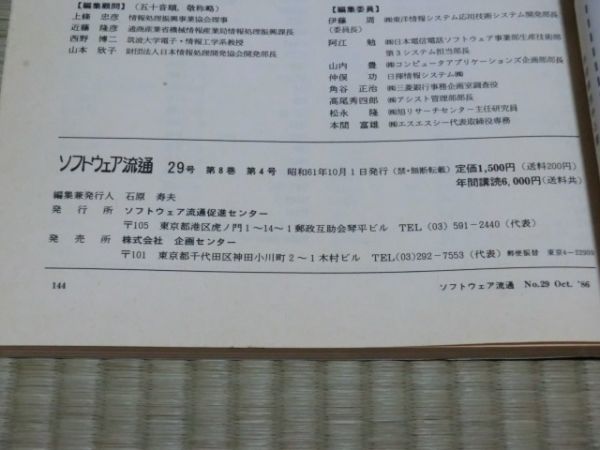 【編集顧問】（五十音順、敬称略）
上條 忠彦 情報処理振興事業協会理事
近藤 隆彦 通商産業省機械情報産業局情報処理振興課長
西野 博二 筑波大学電子・情報工学系教授
山本 欣子 財団法人日本情報処理開発協会開発部長
【編集委員】
伊藤 周 ㈱東洋情報システム応用技術システム開発部長
(委員長)
阿江 勉 ㈱日本電信電話ソフトウェア事業部生産技術部
第3システム担当部長
山内 豊 ㈱コンピュータアプリケーションズ企画部部長
仲俣 功 日揮情報システム㈱
角谷 正治 ㈱三菱銀行事務企画室調査役
高尾秀四郎 ㈱アシスト管理部部長
松永 隆 ㈱旭リサーチセンター主任研究員
本間 富雄 ㈱エスエスシー代表取締役専務
ソフトウェア流通 29号 第8巻 第4号 昭和61年10月1日発行 (禁・無断転載) 定価1,500円 (送料200円)
年間購読6,000円 (送料共)
編集兼発行人 石原 寿夫
発行所 ソフトウェア流通促進センター
〒105 東京都港区虎ノ門1〜14〜1郵政互助会琴平ビル TEL (03) 591-2440 (代表)
発売所 株式会社 企画センター
〒101 東京都千代田区神田小川町2〜1木村ビル TEL(03)292-7553 (代表) 郵便振替 東京4-
144
ソフトウェア流通 No.29 Oct. '86